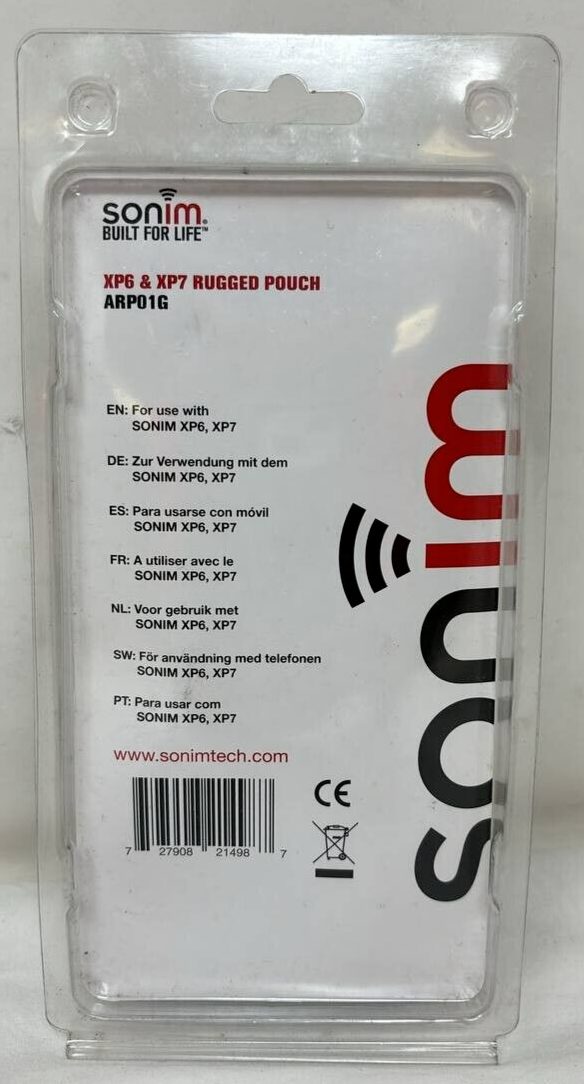 sonim®
BUILT FOR LIFE™
XP6 & XP7 RUGGED POUCH
ARP01G
EN: For use with
SONIM XP6, XP7
DE: Zur Verwendung mit dem
SONIM XP6, XP7
ES: Para usarse con móvil
SONIM XP6, XP7
FR: A utiliser avec le
SONIM XP6, XP7
NL: Voor gebruik met
SONIM XP6, XP7
SW: För användning med telefonen
SONIM XP6, XP7
PT: Para usar com
SONIM XP6, XP7
www.sonimtech.com
7 27908 21498 7
CE
sonim